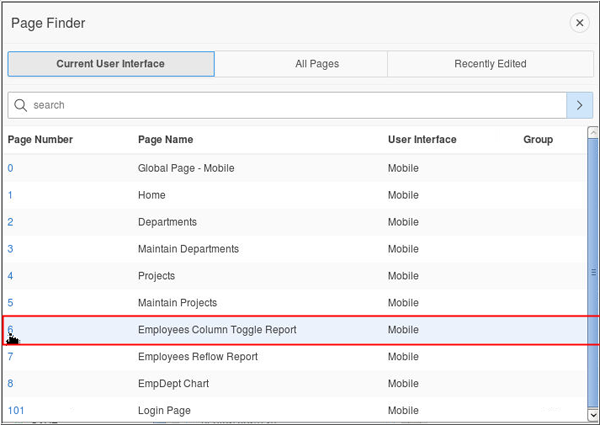 Page Finder
Current User Interface All Pages Recently Edited
search
Page Number Page Name User Interface Group
0 Global Page - Mobile Mobile
1 Home Mobile
2 Departments Mobile
3 Maintain Departments Mobile
4 Projects Mobile
5 Maintain Projects Mobile
6 Employees Column Toggle Report Mobile
7 Employees Reflow Report Mobile
8 EmpDept Chart Mobile
101 Login Page Mobile